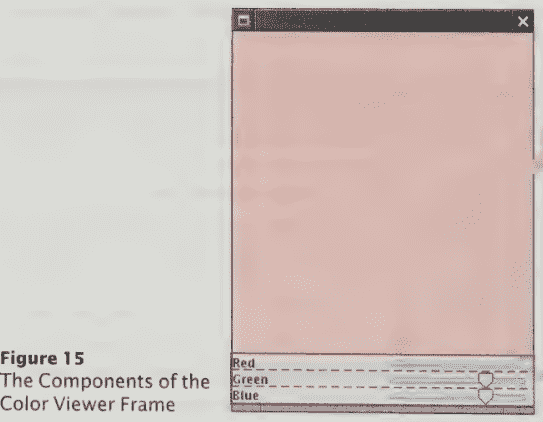 Figure 15
The Components of the
Color Viewer Frame
Red
Green
Blue